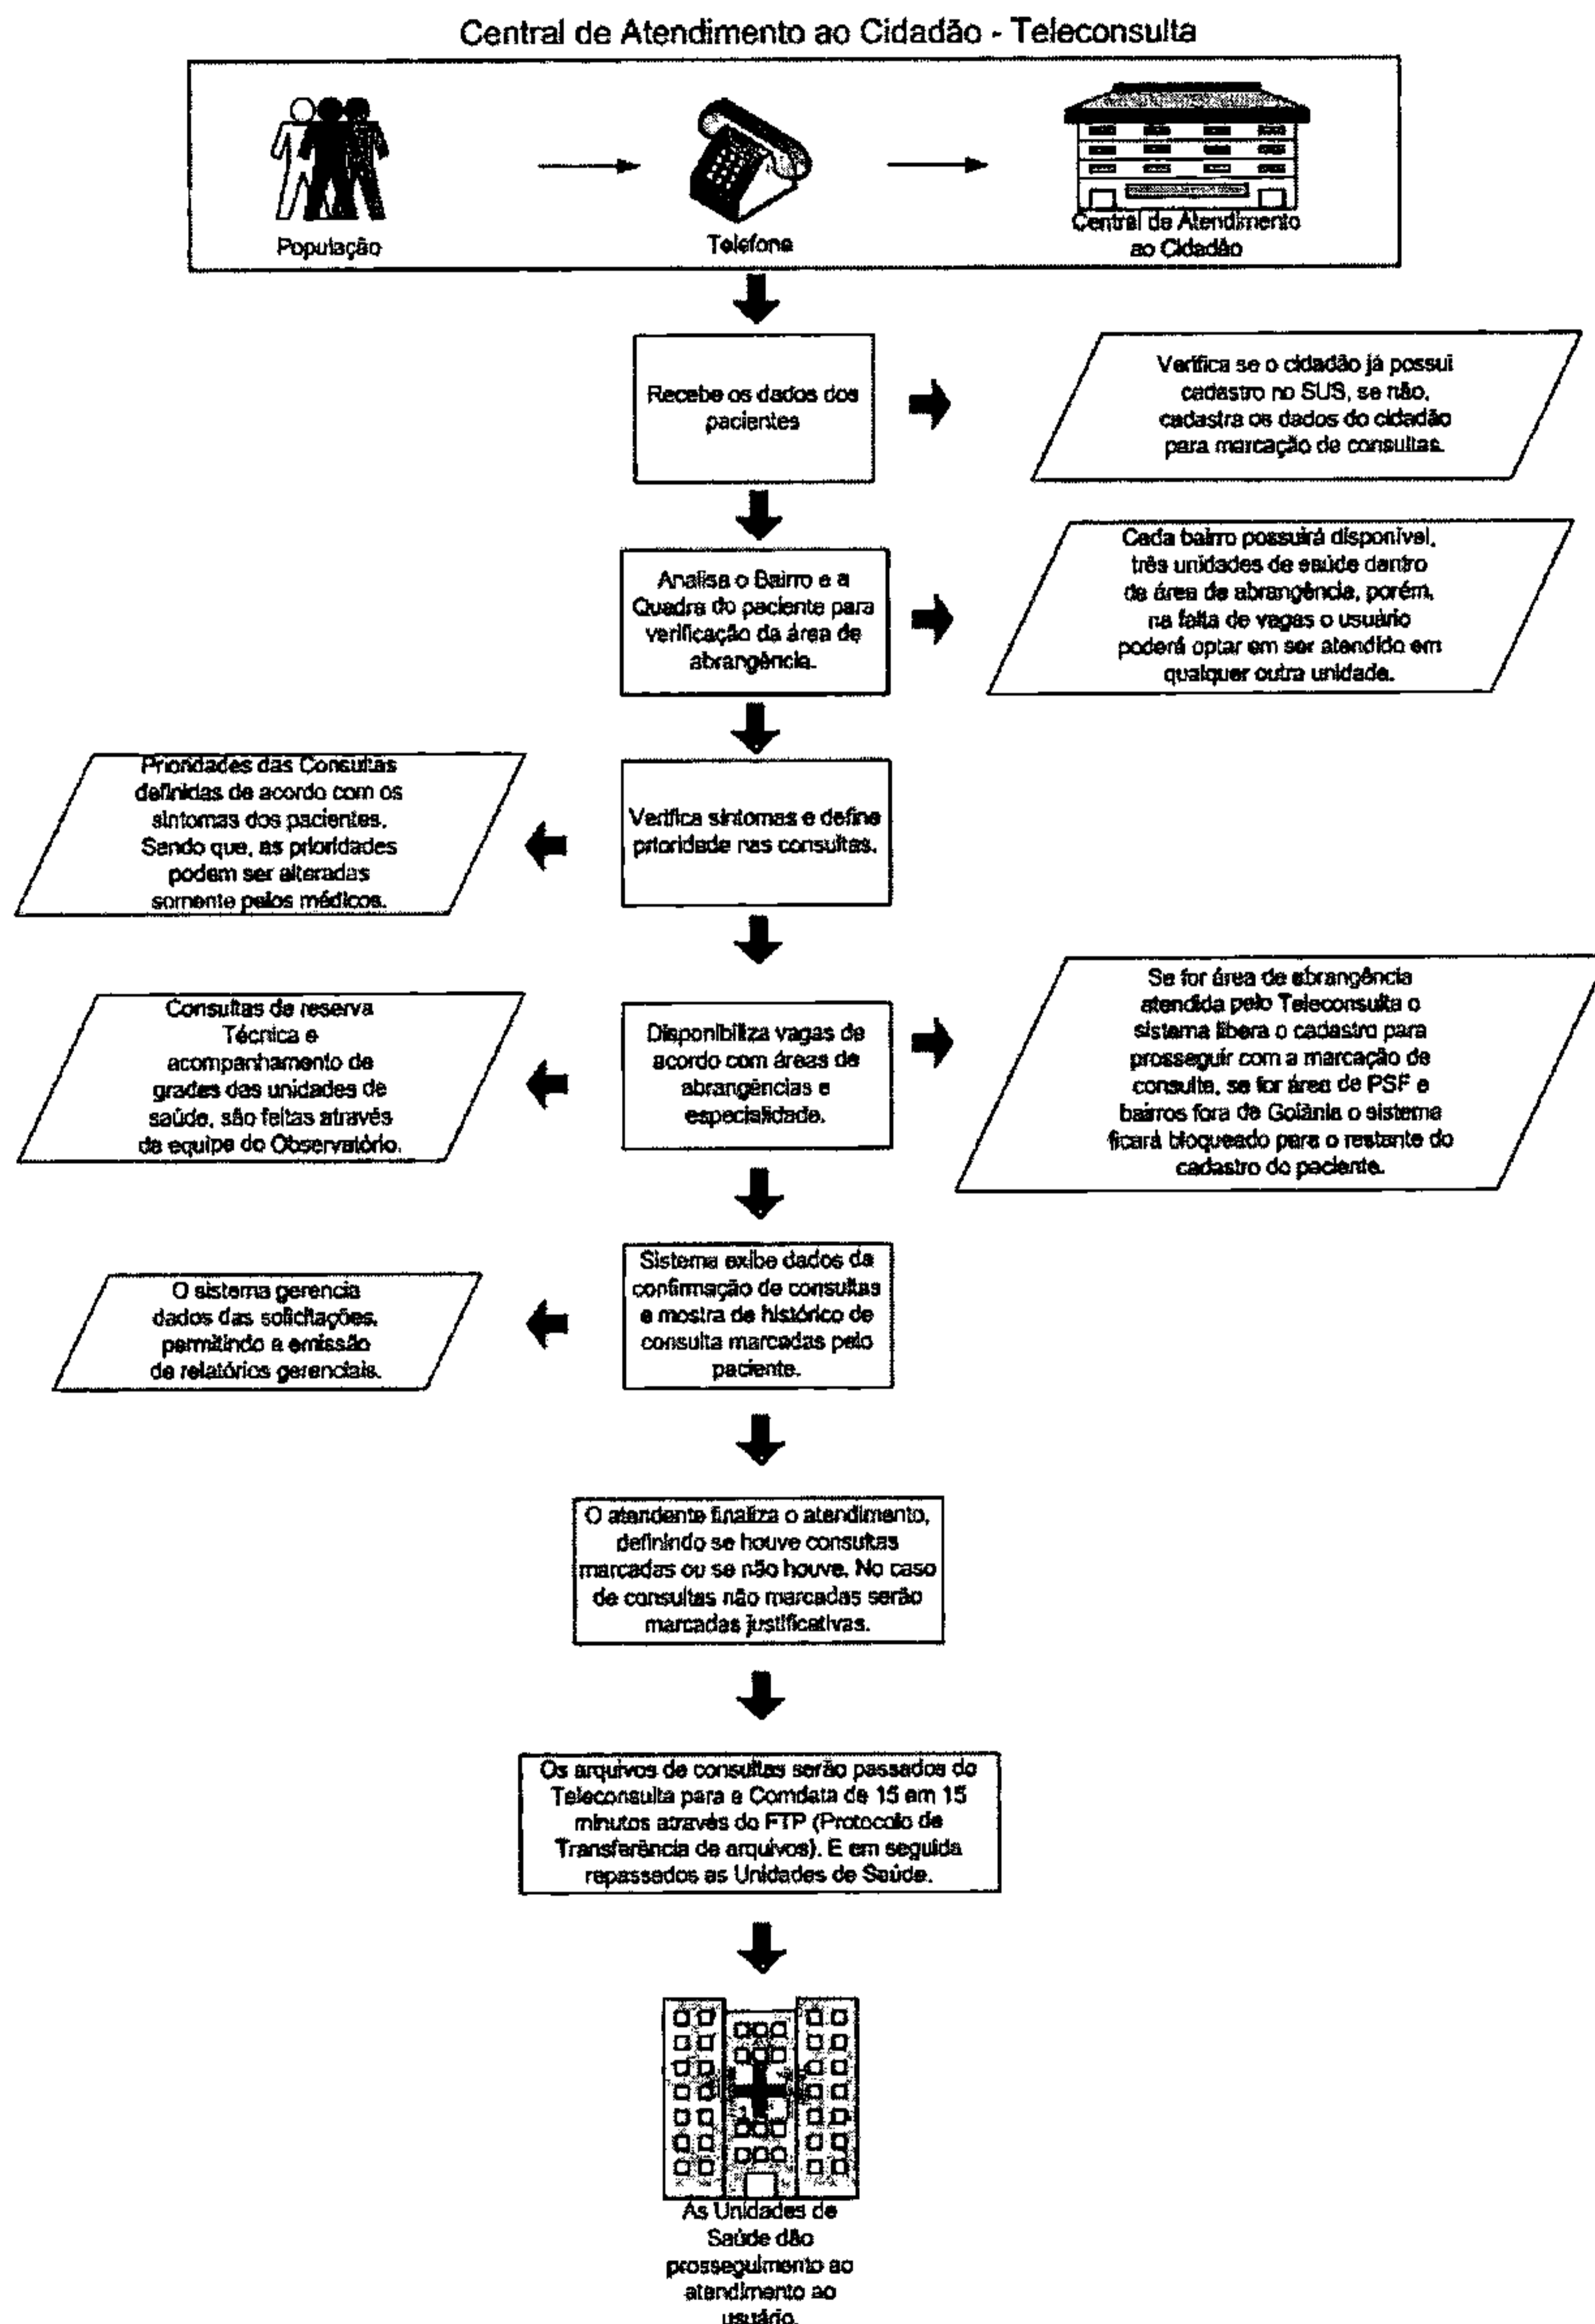 Central de Atendimento ao Cidadão - Teleconsulta
População
Telefone
Central de Atendimento
ao Cidadão
Recebe os dados dos
pacientes
Verifica se o cidadão já possui
cadastro no SUS, se não,
cadastra os dados do cidadão
para marcação de consultas.
Analisa o Bairro e a
Quadra do paciente para
verificação da área de
abrangência.
Cada bairro possuirá disponível,
três unidades de saúde dentro
da área de abrangência, porém,
na falta de vagas o usuário
poderá optar em ser atendido em
qualquer outra unidade.
Verifica sintomas e define
prioridade nas consultas.
Prioridades das Consultas
definidas de acordo com os
sintomas dos pacientes.
Sendo que, as prioridades
podem ser alteradas
somente pelos médicos.
Disponibiliza vagas de
acordo com áreas de
abrangências e
especialidade.
Consultas de reserva
Técnica e
acompanhamento de
grades das unidades de
saúde, são feitas através
da equipe do Observatório.
Se for área de abrangência
atendida pelo Teleconsulta o
sistema libera o cadastro para
prosseguir com a marcação de
consulta, se for área de PSF e
bairros fora de Goiânia o sistema
ficará bloqueado para o restante do
cadastro do paciente.
Sistema exibe dados da
confirmação de consultas
e mostra de histórico de
consulta marcadas pelo
paciente.
O sistema gerencia
dados das solicitações,
permitindo a emissão
de relatórios gerenciais.
O atendente finaliza o atendimento,
definindo se houve consultas
marcadas ou se não houve. No caso
de consultas não marcadas serão
marcadas justificativas.
Os arquivos de consultas serão passados do
Teleconsulta para a Comdata de 15 em 15
minutos através do FTP (Protocolo de
Transferência de arquivos). E em seguida
repassados as Unidades de Saúde.
As Unidades de
Saúde dão
prosseguimento ao
atendimento ao
usuário.